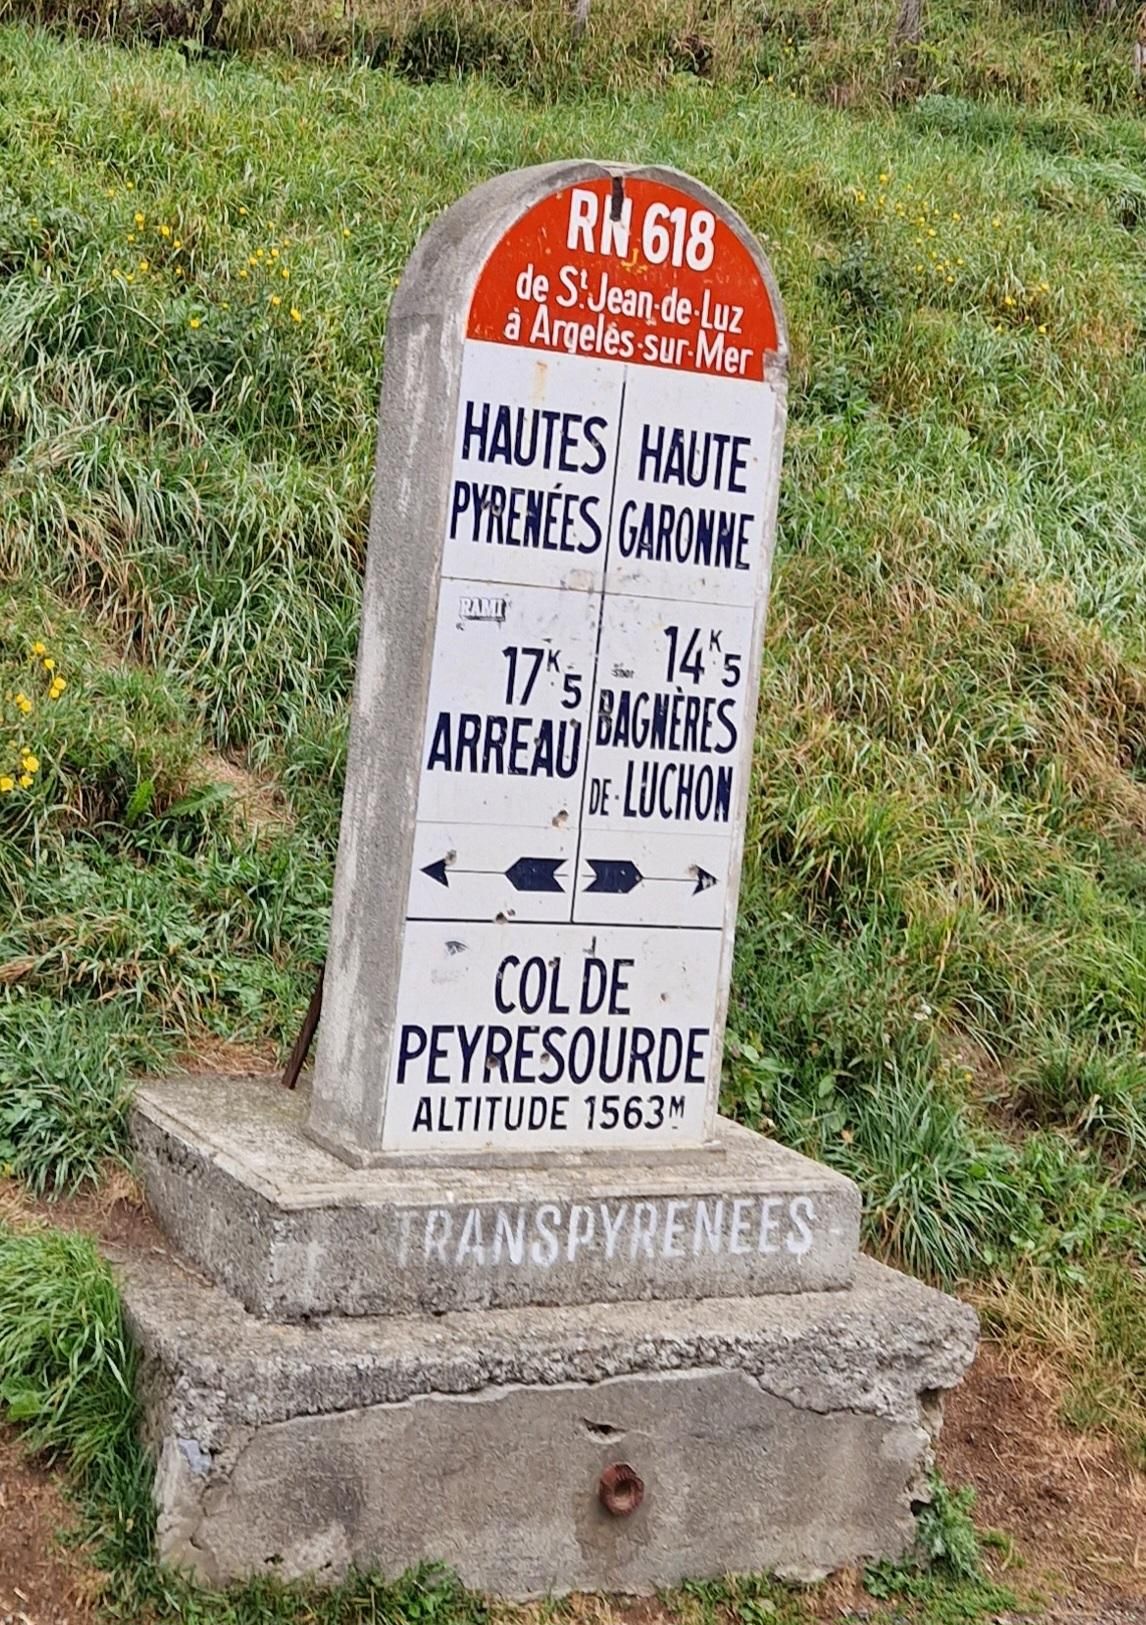 RN 618
de St. Jean-de-Luz
à Argelès-sur-Mer
HAUTES
PYRENÉES
HAUTE
GARONNE
RAMI
17K5
ARREAU
14K5
BAGNÈRES
DE-LUCHON
COL DE
PEYRESOURDE
ALTITUDE 1563M
TRANSPYRENEES